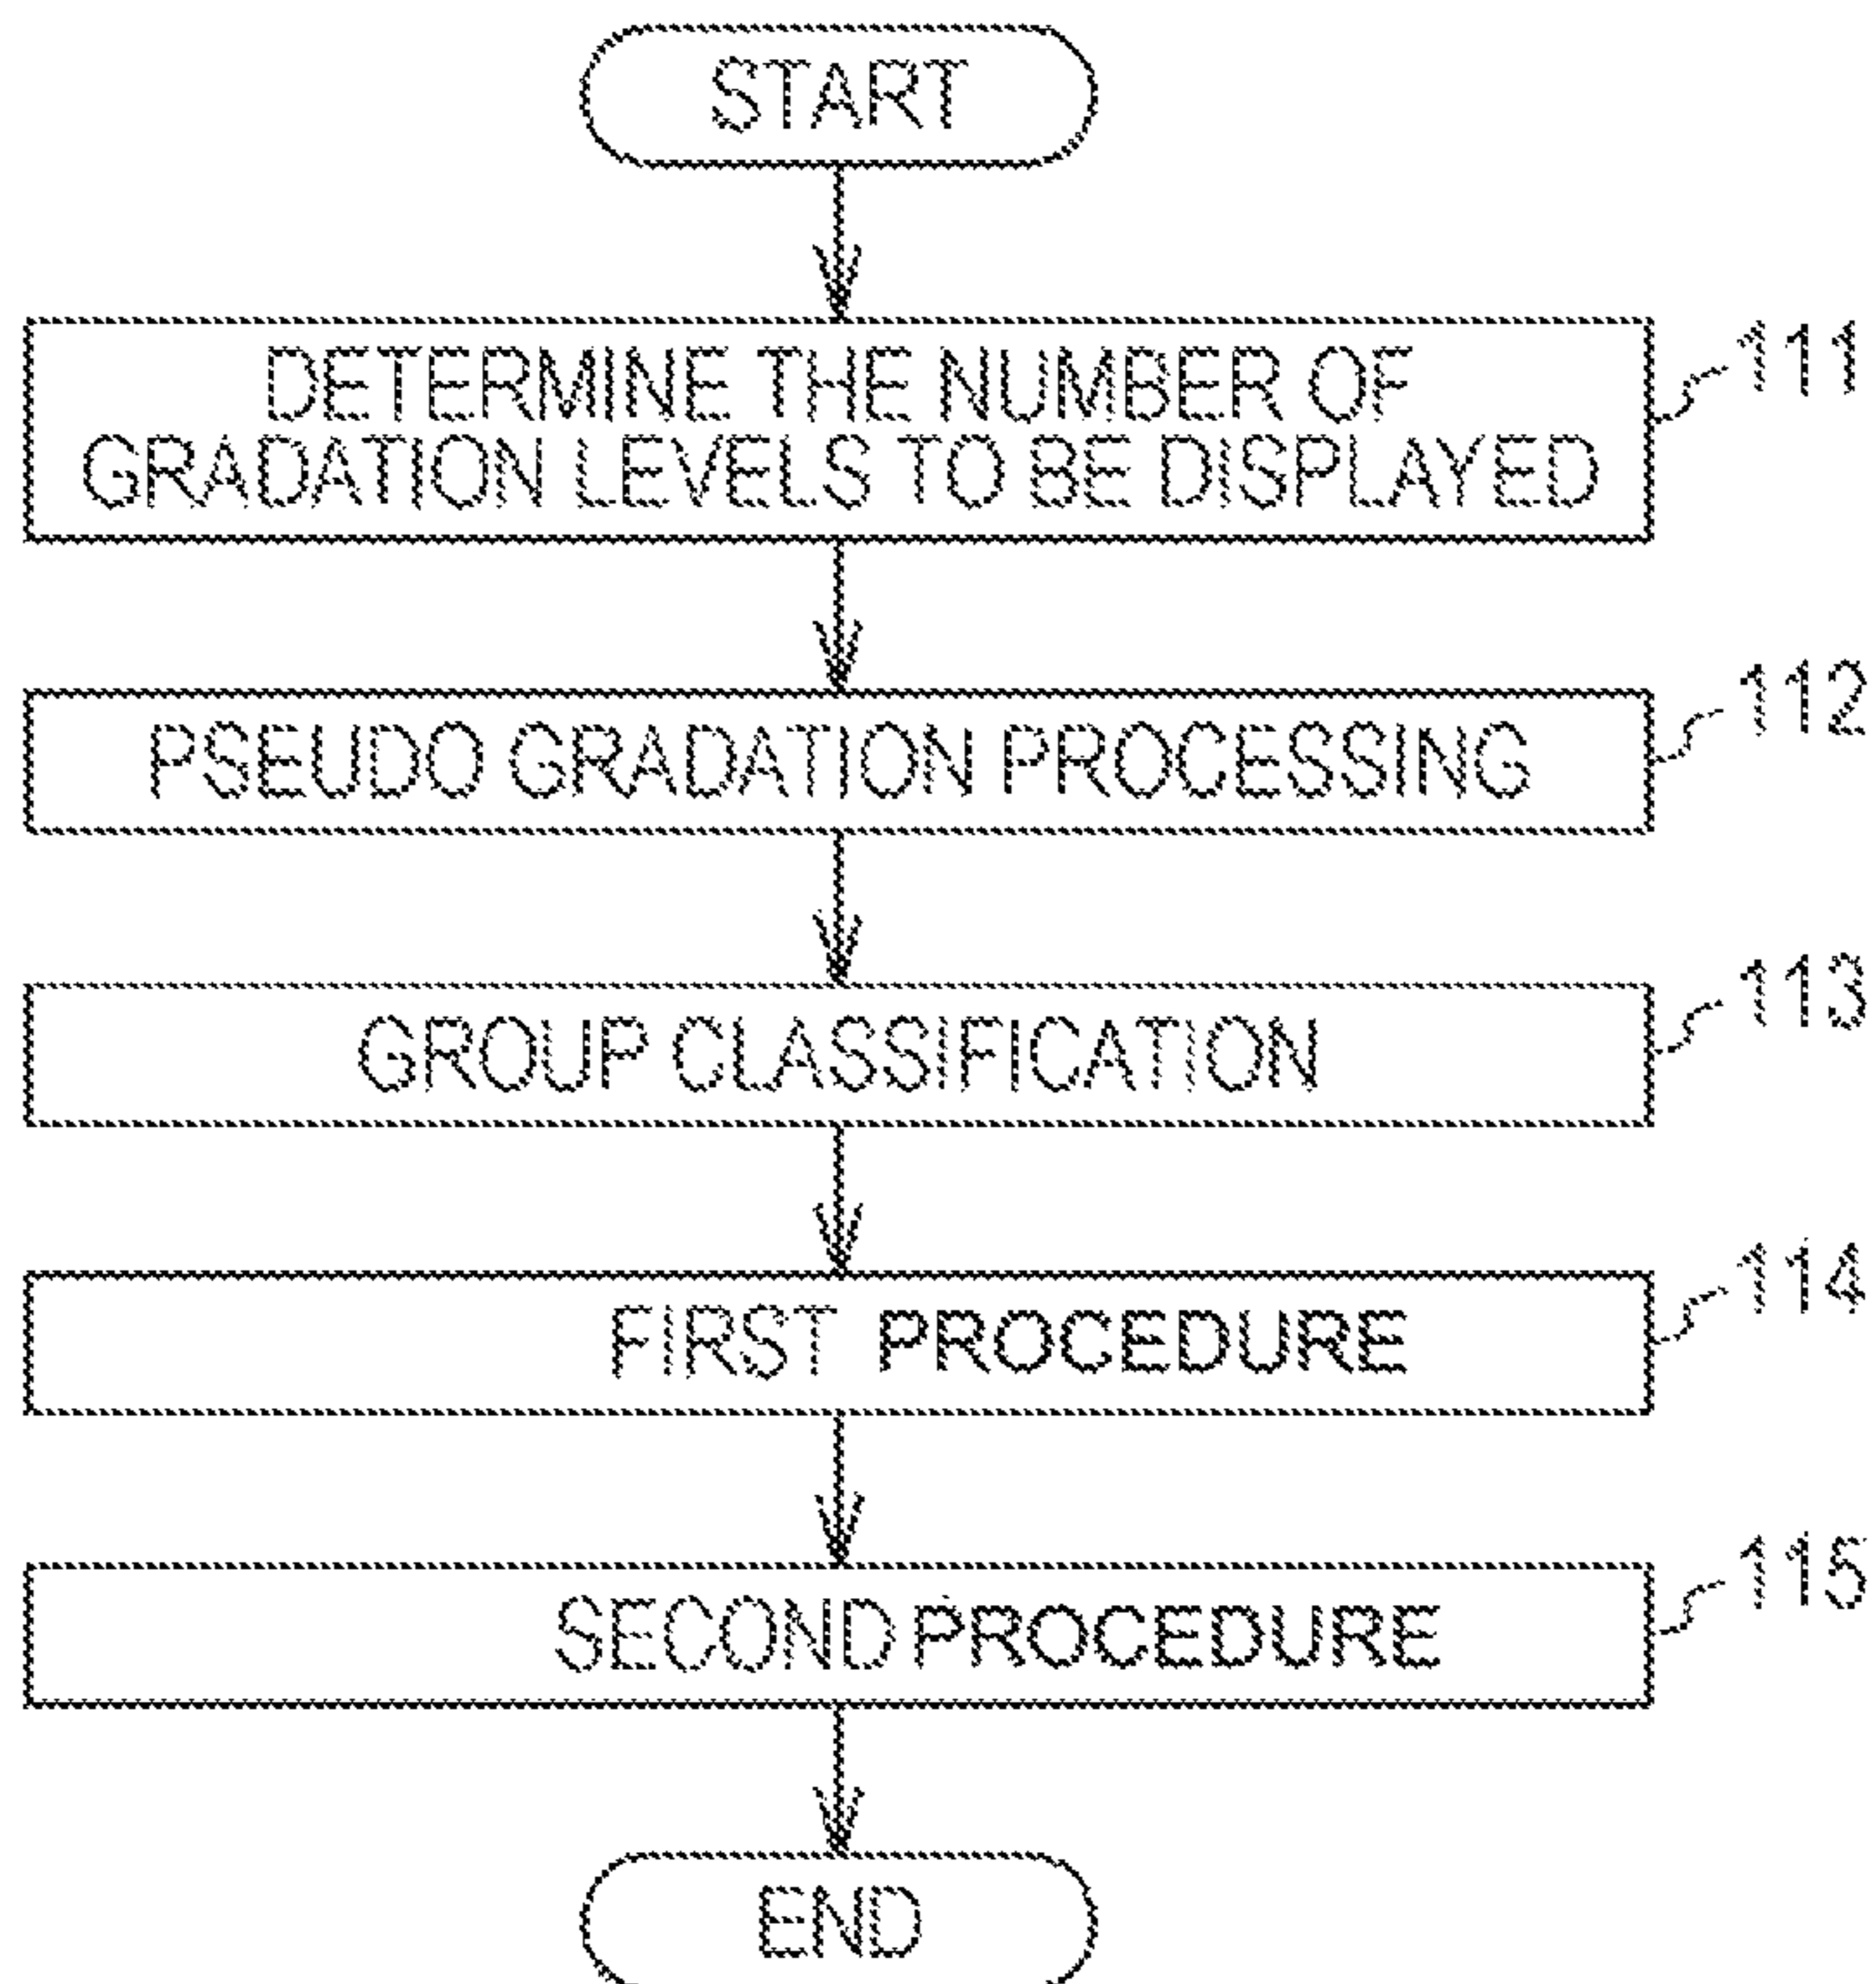 START
DETERMINE THE NUMBER OF
GRADATION LEVELS TO BE DISPLAYED
111
PSEUDO GRADATION PROCESSING
112
GROUP CLASSIFICATION
113
FIRST PROCEDURE
114
SECOND PROCEDURE
115
END